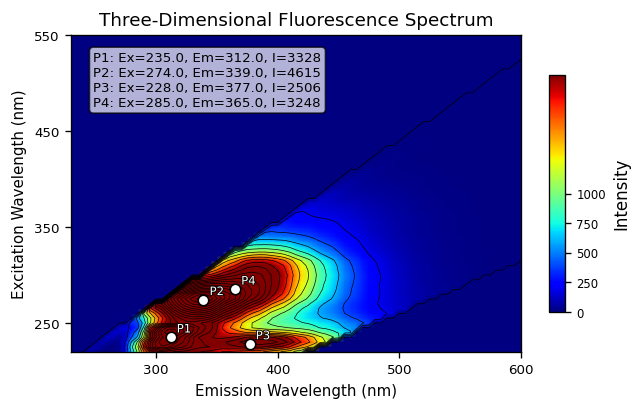 Three-Dimensional Fluorescence Spectrum
P1: Ex=235.0, Em=312.0, I=3328
P2: Ex=274.0, Em=339.0, I=4615
P3: Ex=228.0, Em=377.0, I=2506
P4: Ex=285.0, Em=365.0, I=3248
550
450
350
250
Excitation Wavelength (nm)
P1
P2
P3
P4
300
400
500
600
Emission Wavelength (nm)
1000
750
500
250
0
Intensity